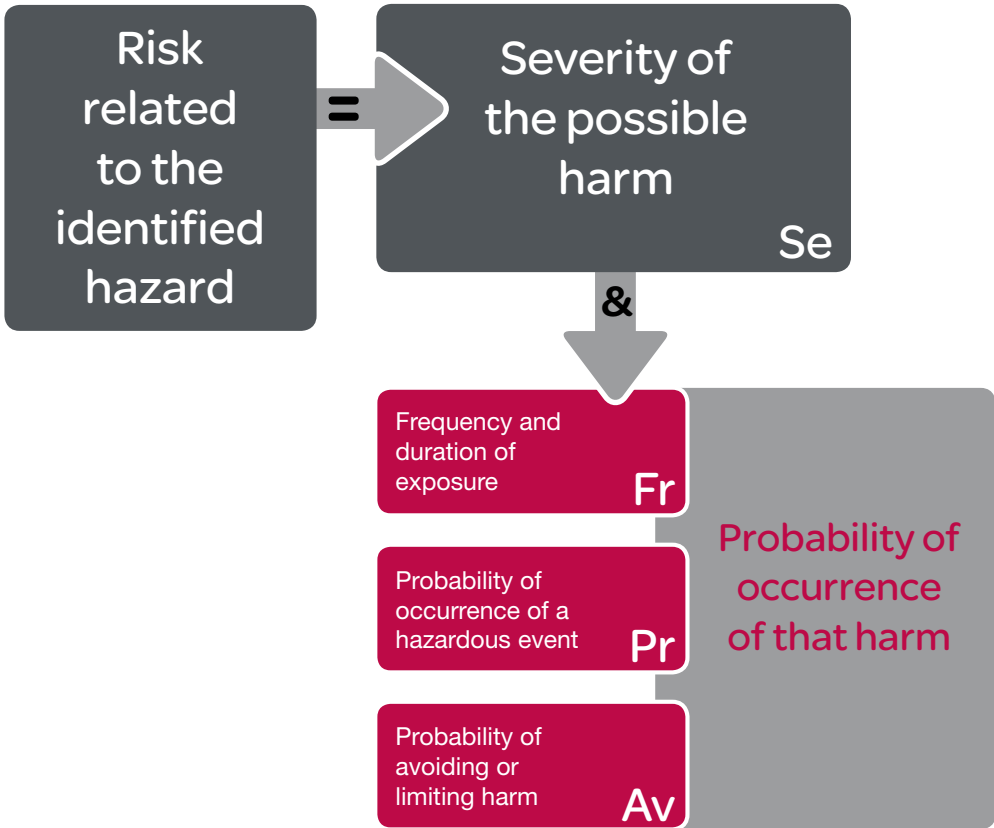 Risk
related
to the
identified
hazard
=
Severity of
the possible
harm
Se
&
Frequency and
duration of
exposure
Fr
Probability of
occurrence of a
hazardous event
Pr
Probability of
avoiding or
limiting harm
Av
Probability of
occurrence
of that harm